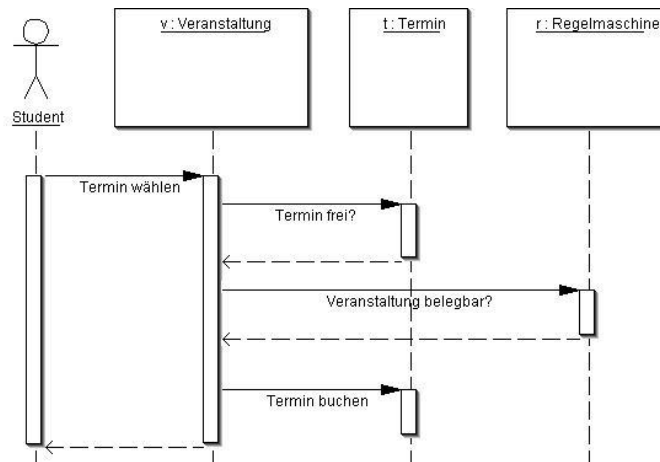 v : Veranstaltung
t : Termin
r : Regelmaschine
Student
Termin wählen
Termin frei?
Veranstaltung belegbar?
Termin buchen